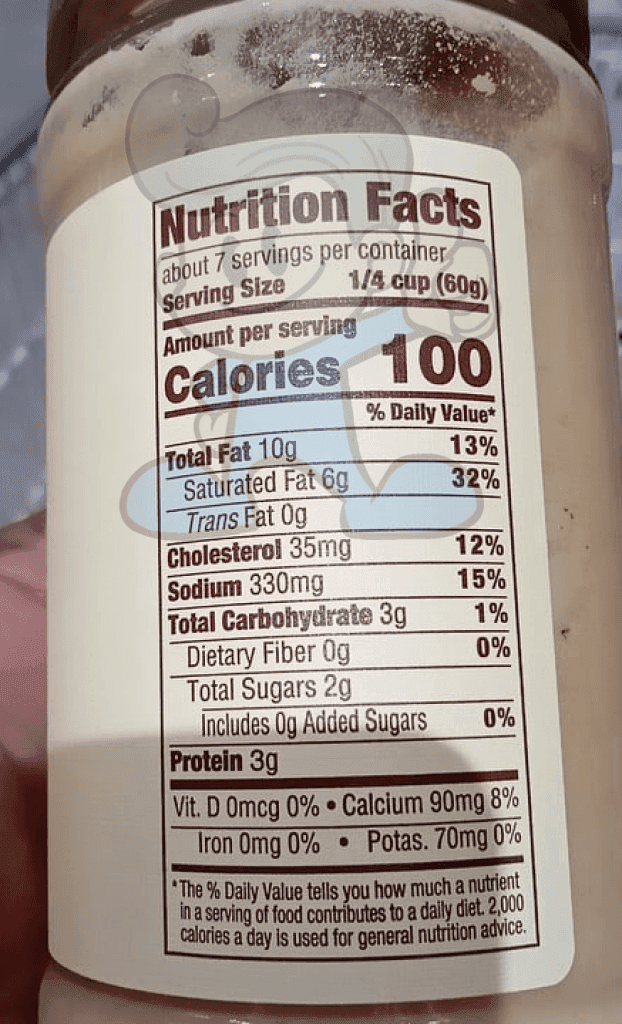 Nutrition Facts
about 7 servings per container
Serving Size 1/4 cup (60g)
Amount per serving
Calories 100
% Daily Value*
Total Fat 10g 13%
Saturated Fat 6g 32%
Trans Fat 0g
Cholesterol 35mg 12%
Sodium 330mg 15%
Total Carbohydrate 3g 1%
Dietary Fiber 0g 0%
Total Sugars 2g
Includes 0g Added Sugars 0%
Protein 3g
Vit. D 0mcg 0% • Calcium 90mg 8%
Iron 0mg 0% • Potas. 70mg 0%
*The % Daily Value tells you how much a nutrient
in a serving of food contributes to a daily diet. 2,000
calories a day is used for general nutrition advice.